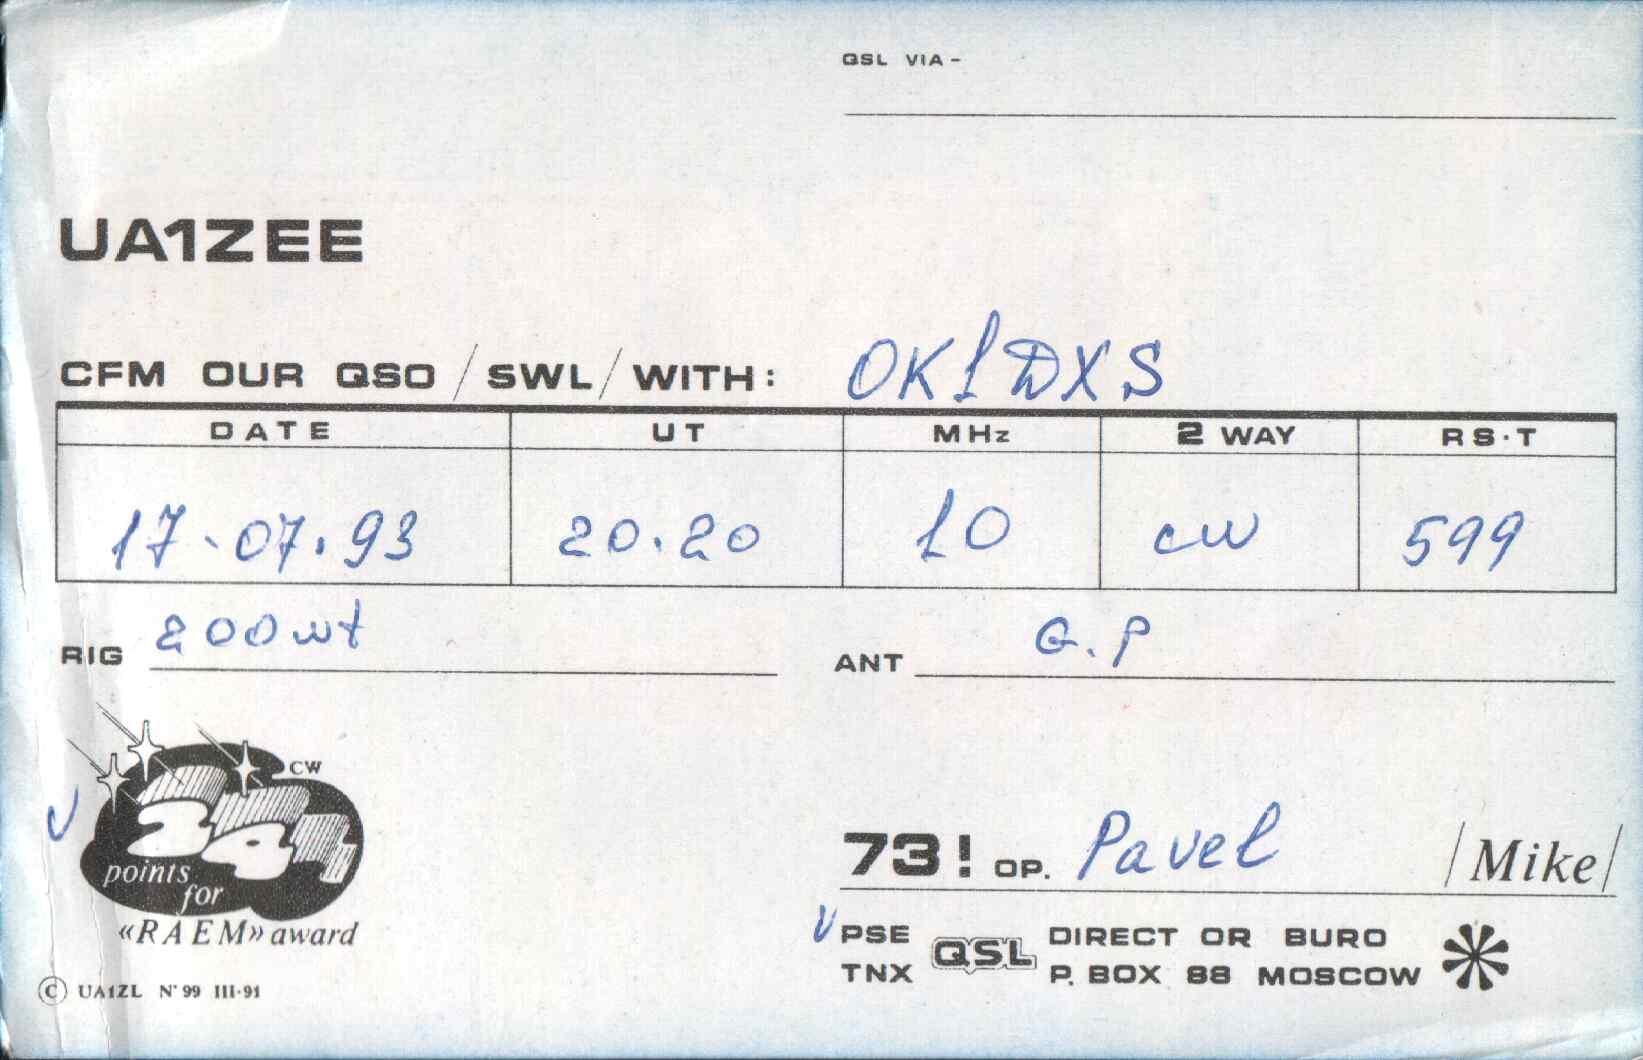 QSL VIA -
UA1ZEE
CFM OUR QSO / SWL / WITH: OK1DXS
DATE UT MHz 2 WAY RS·T
17.07.93 20.20 10 CW 599
RIG 200wt ANT G.P
CW
V 24
points
for
«RAEM» award
© UA1ZL N° 99 III-91
73! OP. Pavel /Mike/
V PSE QSL DIRECT OR BURO
TNX P. BOX 88 MOSCOW